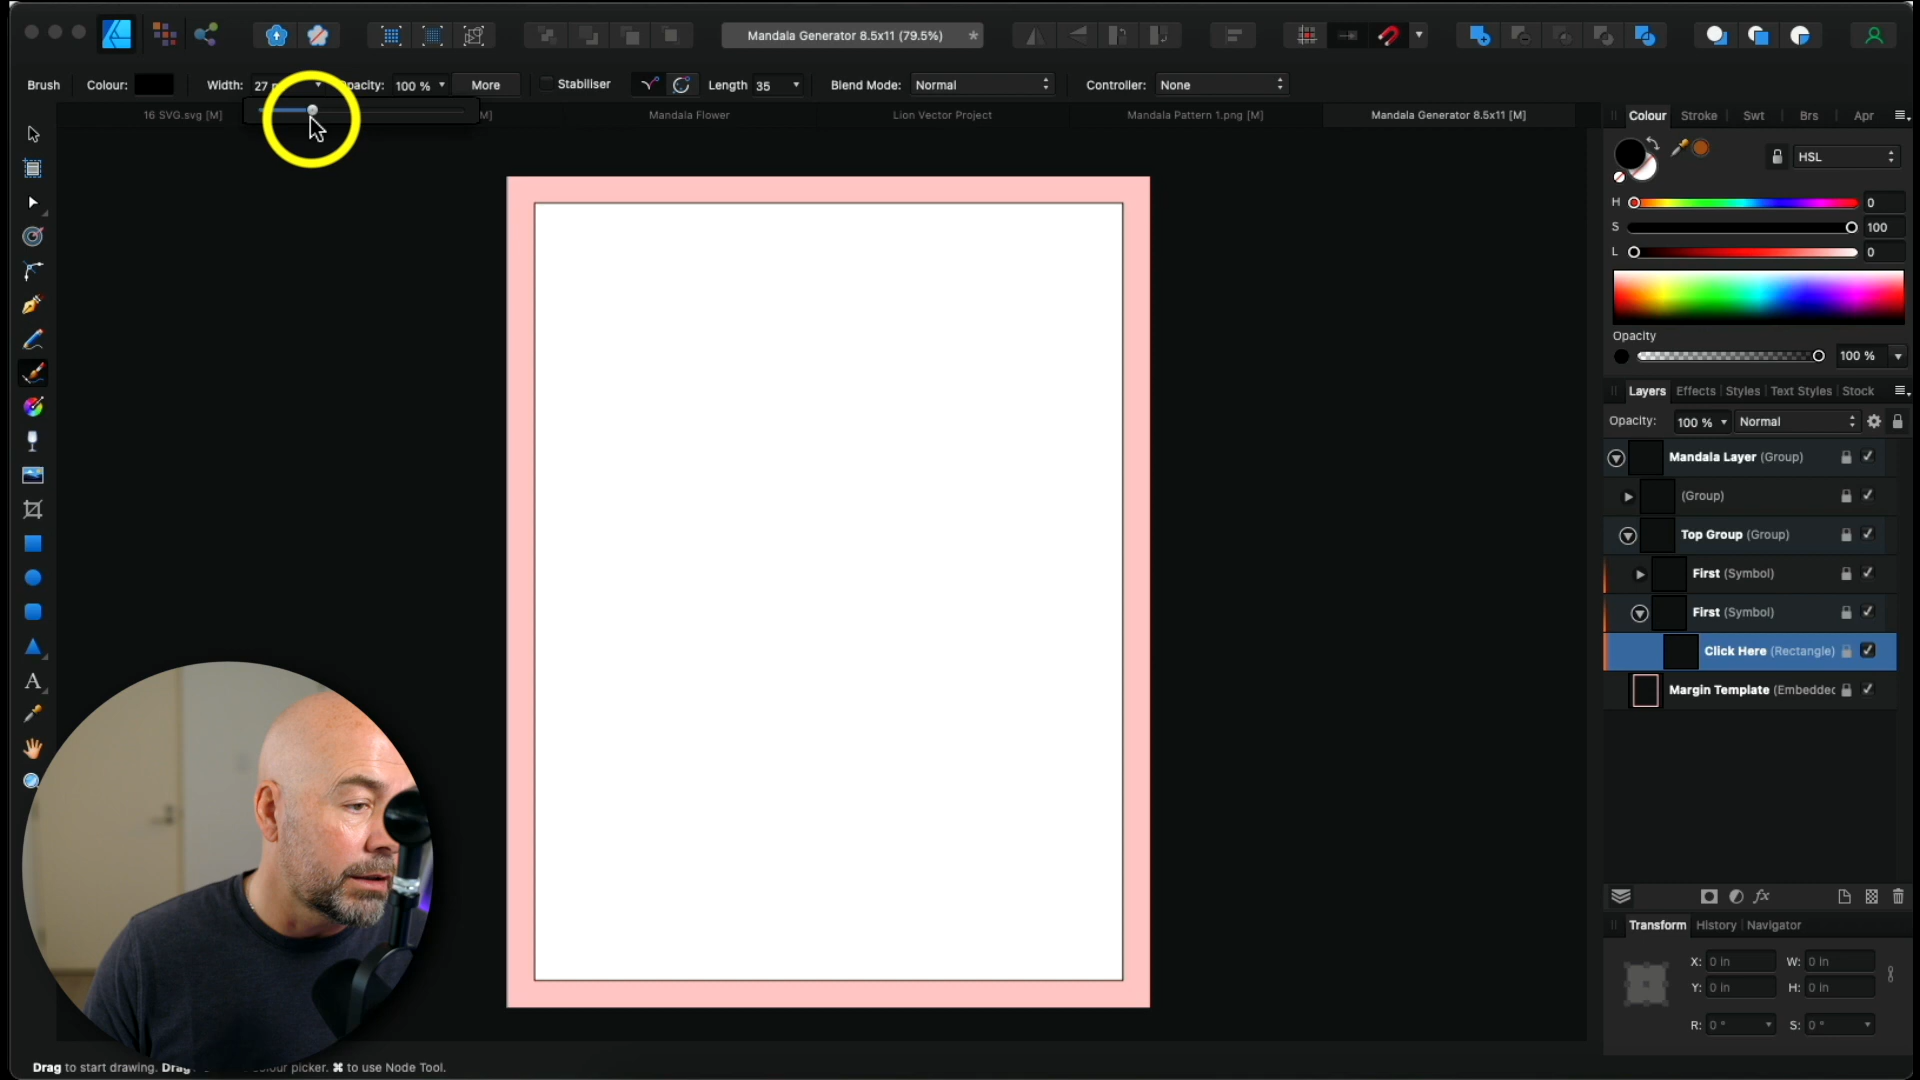 Mandala Generator 8.5x11 (79.5%)
Brush Colour: Width: 27 Opacity: 100 % More Stabiliser Length 35 Blend Mode: Normal Controller: None
16 SVG.svg [M] Mandala Flower Lion Vector Project Mandala Pattern 1.png [M] Mandala Generator 8.5x11 [M]
Colour Stroke Swt Brs Apr
HSL
H 0
S 100
L 0
Opacity
100 %
Layers Effects Styles Text Styles Stock
Opacity: 100 % Normal
Mandala Layer (Group)
(Group)
Top Group (Group)
First (Symbol)
First (Symbol)
Click Here (Rectangle)
Margin Template (Embeddec
fx
Transform History Navigator
X: 0 in W: 0 in
Y: 0 in H: 0 in
R: 0 ° S: 0 °
Drag to start drawing. Drag colour picker. ⌘ to use Node Tool.